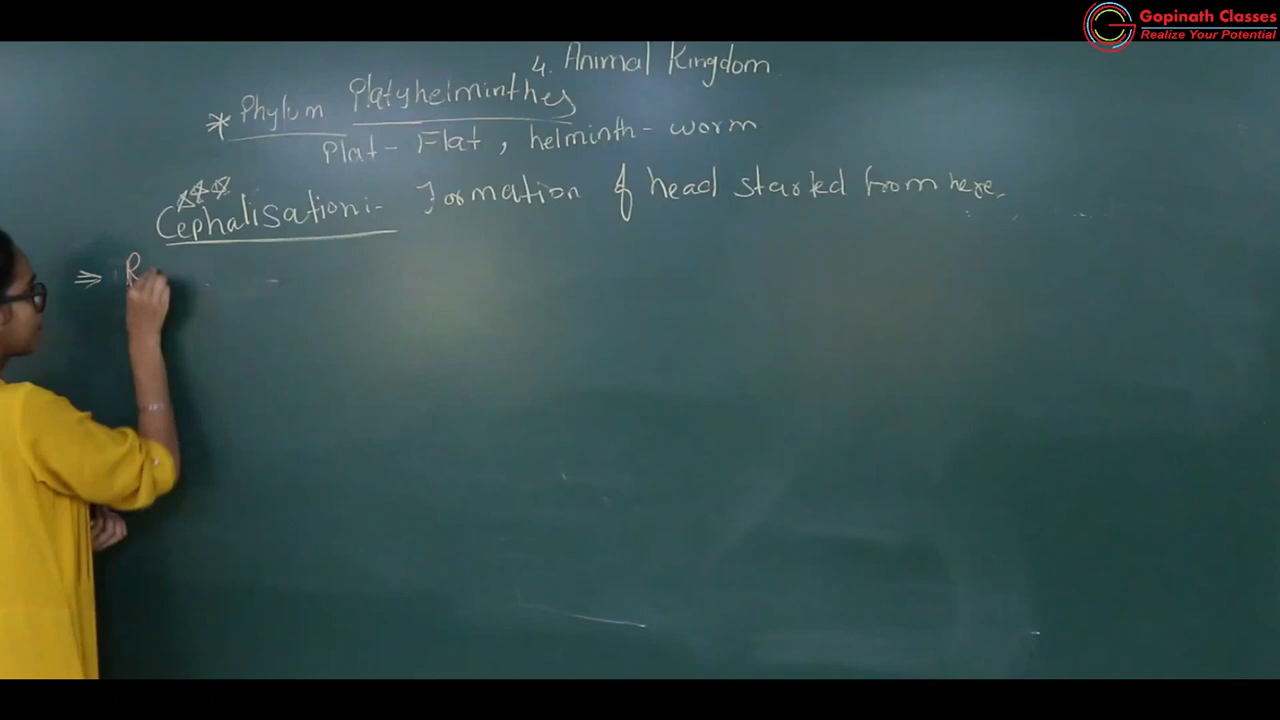 Gopinath Classes
Realize Your Potential
4. Animal Kingdom
* Phylum Platyhelminthes
Plat - Flat, helminth - worm
Cephalisation:- Formation of head started from here.
⇒ R